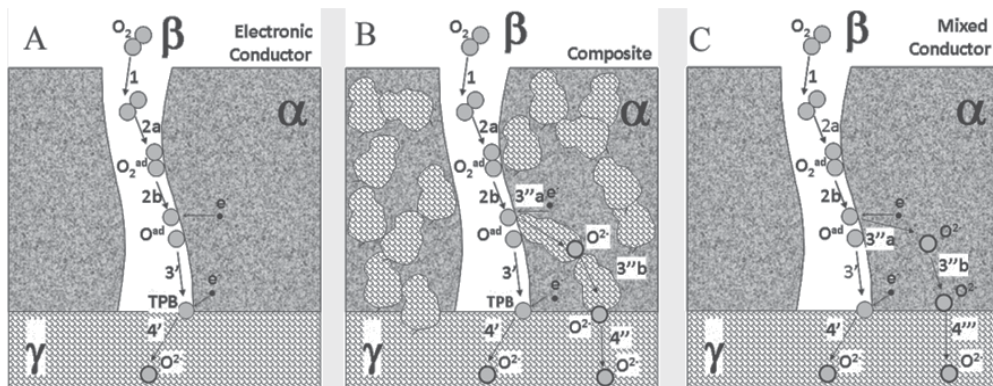 A
O₂
β
Electronic
Conductor
1
α
2a
O₂ᵃᵈ
2b
e
Oᵃᵈ
3'
e
TPB
4'
γ
O²⁻
B
O₂
β
Composite
1
α
2a
O₂ᵃᵈ
2b
3''a
e
Oᵃᵈ
O²⁻
3'
3''b
e
TPB
O²⁻
4'
4''
γ
O²⁻
O²⁻
C
O₂
β
Mixed
Conductor
1
α
2a
O₂ᵃᵈ
2b
e
Oᵃᵈ
3''a
O²⁻
3'
3''b
e
O²⁻
TPB
4'
4'''
γ
O²⁻
O²⁻